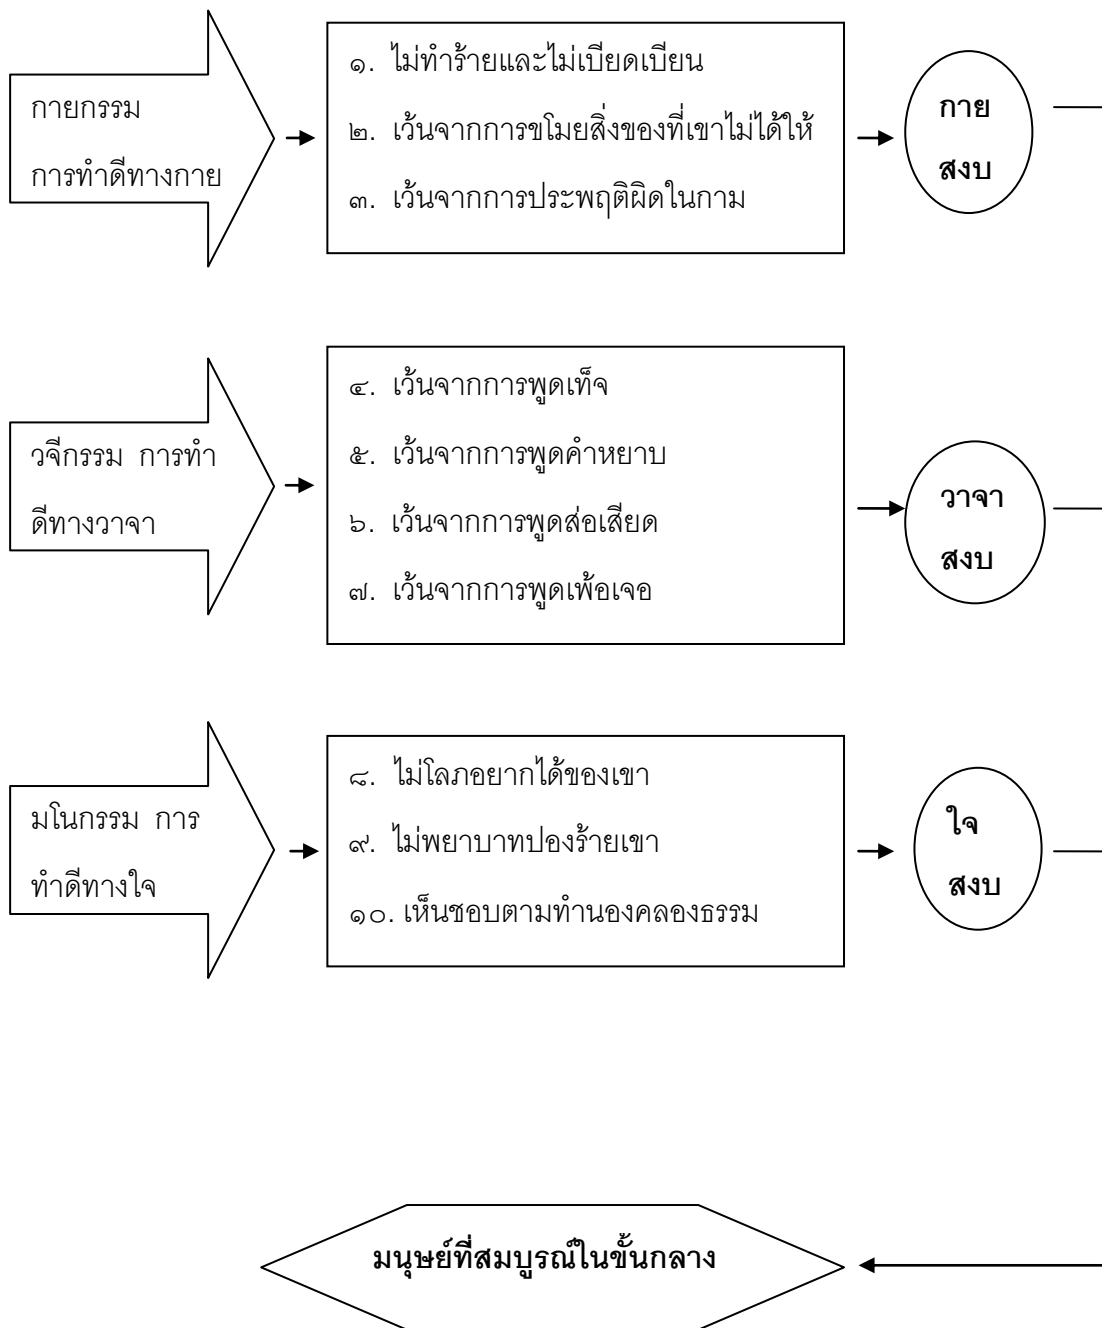 กายกรรม
การทำดีทางกาย
๑. ไม่ทำร้ายและไม่เบียดเบียน
๒. เว้นจากการขโมยสิ่งของที่เขาไม่ได้ให้
๓. เว้นจากการประพฤติผิดในกาม
กาย
สงบ
วจีกรรม การทำ
ดีทางวาจา
๔. เว้นจากการพูดเท็จ
๕. เว้นจากการพูดคำหยาบ
๖. เว้นจากการพูดส่อเสียด
๗. เว้นจากการพูดเพ้อเจอ
วาจา
สงบ
มโนกรรม การ
ทำดีทางใจ
๘. ไม่โลภอยากได้ของเขา
๙. ไม่พยาบาทปองร้ายเขา
๑๐. เห็นชอบตามทำนองคลองธรรม
ใจ
สงบ
มนุษย์ที่สมบูรณ์ในขั้นกลาง